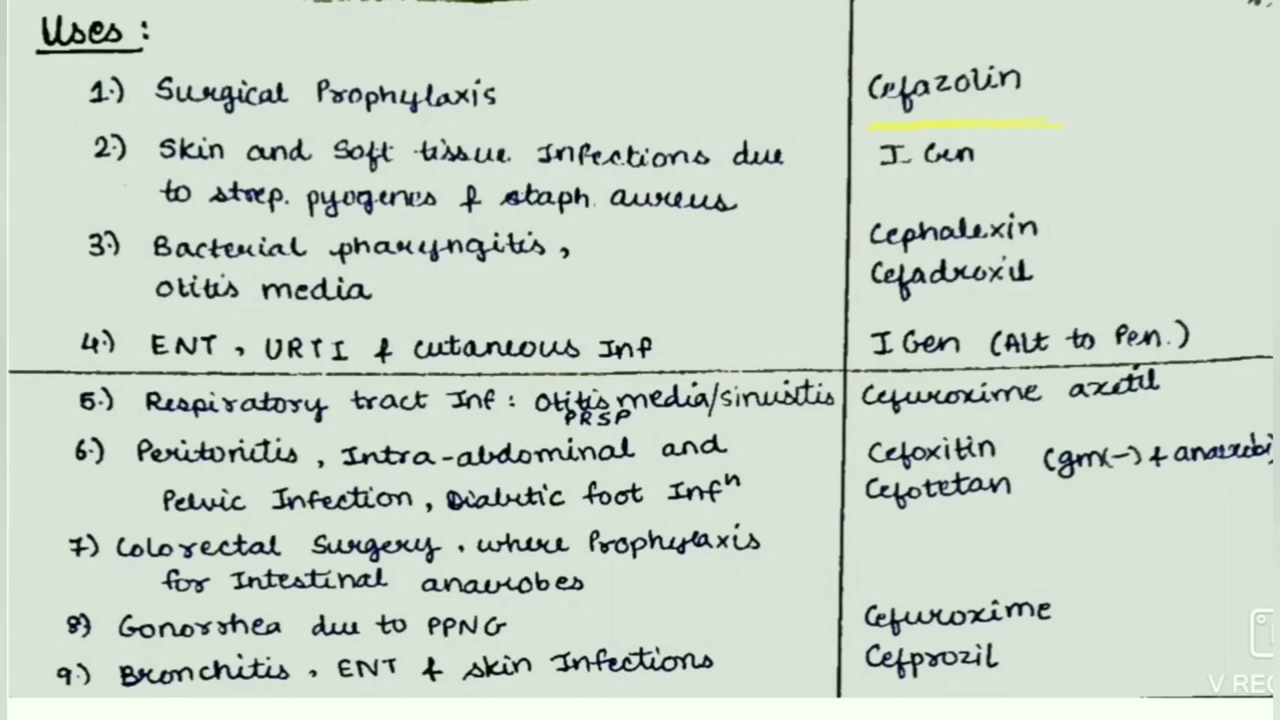 Uses :
1.) Surgical Prophylaxis
Cefazolin
2.) Skin and Soft tissue Infections due
I Gen
to strep. pyogenes & staph. aureus
3.) Bacterial pharyngitis,
Cephalexin
otitis media
Cefadroxil
4.) ENT, URTI & cutaneous Inf
I Gen (Alt to Pen.)
5.) Respiratory tract Inf: Otitis media/sinusitis
Cefuroxime axetil
PRSP
6.) Peritonitis, Intra-abdominal and
Cefoxitin (gm(-) + anaerobi
Pelvic Infection, Diabetic foot Infⁿ
Cefotetan
7) Colorectal Surgery, where Prophylaxis
for Intestinal anaerobes
8) Gonorrhea due to PPNG
Cefuroxime
9.) Bronchitis, ENT & skin Infections
Cefprozil
V REC